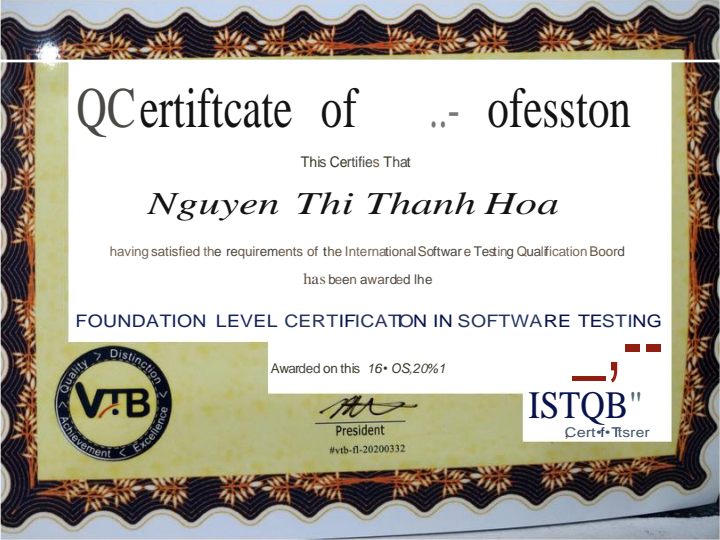 QCertiftcate of ..- ofesston
This Certifies That
Nguyen Thi Thanh Hoa
having satisfied the requirements of the International Software Testing Qualification Boord
has been awarded lhe
FOUNDATION LEVEL CERTIFICATION IN SOFTWARE TESTING
Quality > Distinction > Excellence > Achievement >
VTB
Awarded on this 16• OS,20%1
President
#vtb-fl-20200332
ISTQB"
Cert•f• Ttsrer